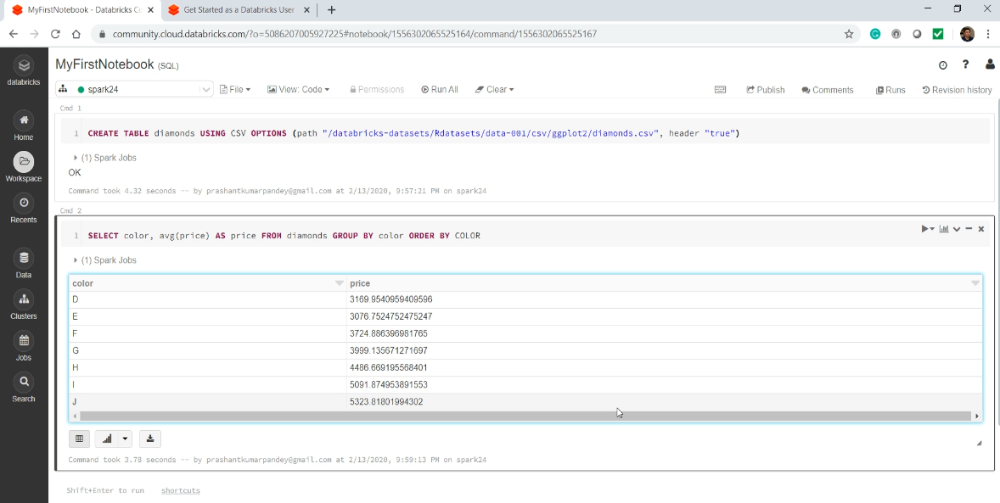 MyFirstNotebook - Databricks C
Get Started as a Databricks User
community.cloud.databricks.com/?o=5086207005927225#notebook/1556302065525164/command/1556302065525167
databricks
Home
Workspace
Recents
Data
Clusters
Jobs
Search
MyFirstNotebook (SQL)
spark24
File
View: Code
Permissions
Run All
Clear
Publish
Comments
Runs
Revision history
Cmd 1
1 CREATE TABLE diamonds USING CSV OPTIONS (path "/databricks-datasets/Rdatasets/data-001/csv/ggplot2/diamonds.csv", header "true")
(1) Spark Jobs
OK
Command took 4.32 seconds -- by prashantkumarpandey@gmail.com at 2/13/2020, 9:57:21 PM on spark24
Cmd 2
1 SELECT color, avg(price) AS price FROM diamonds GROUP BY color ORDER BY COLOR
(1) Spark Jobs
color price
D 3169.9540959409596
E 3076.7524752475247
F 3724.886396981765
G 3999.135671271697
H 4486.669195568401
I 5091.874953891553
J 5323.81801994302
Command took 3.78 seconds -- by prashantkumarpandey@gmail.com at 2/13/2020, 9:59:13 PM on spark24
Shift+Enter to run shortcuts